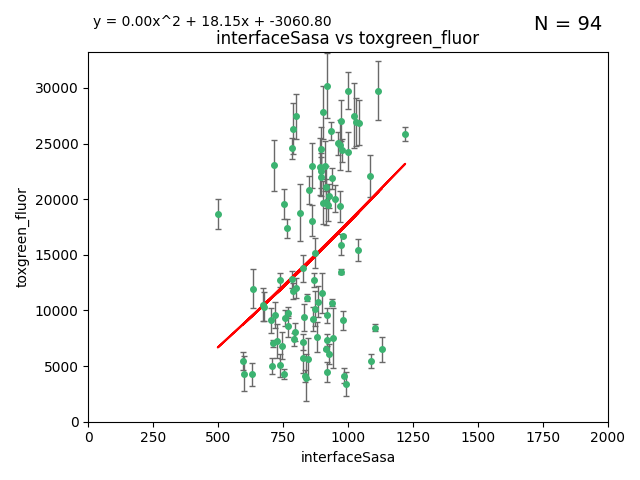 y = 0.00x^2 + 18.15x + -3060.80
N = 94
interfaceSasa vs toxgreen_fluor
toxgreen_fluor
30000
25000
20000
15000
10000
5000
0
0 250 500 750 1000 1250 1500 1750 2000
interfaceSasa